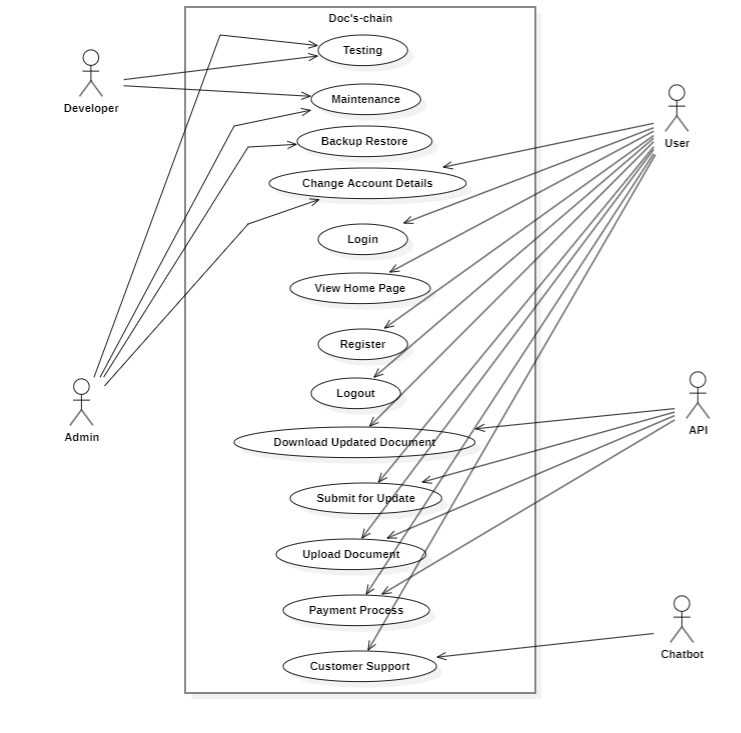 Doc's-chain
Testing
Developer
Maintenance
User
Backup Restore
Change Account Details
Login
View Home Page
Register
Logout
Admin
API
Download Updated Document
Submit for Update
Upload Document
Payment Process
Chatbot
Customer Support